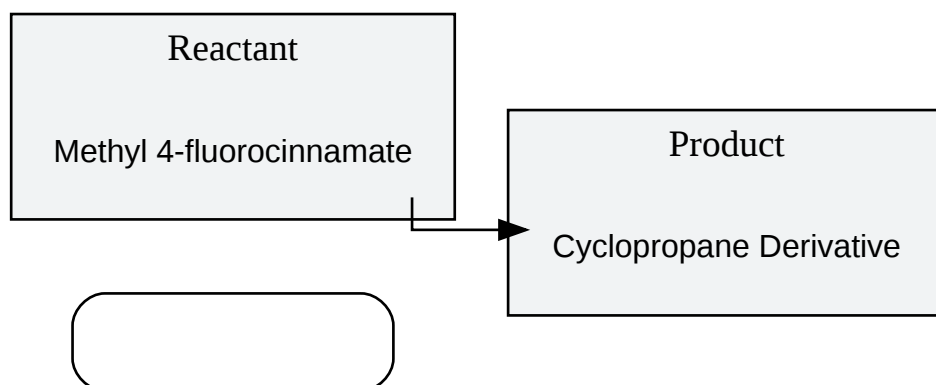 Reactant
Methyl 4-fluorocinnamate
Product
Cyclopropane Derivative